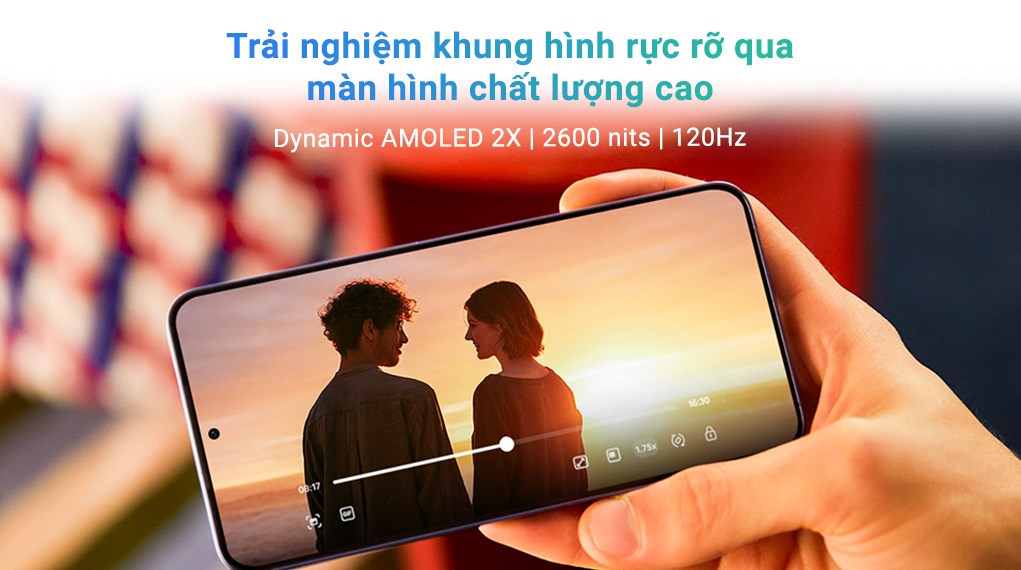 Trải nghiệm khung hình rực rỡ qua
màn hình chất lượng cao
Dynamic AMOLED 2X | 2600 nits | 120Hz
16:30
08:17
1.75x
GIF